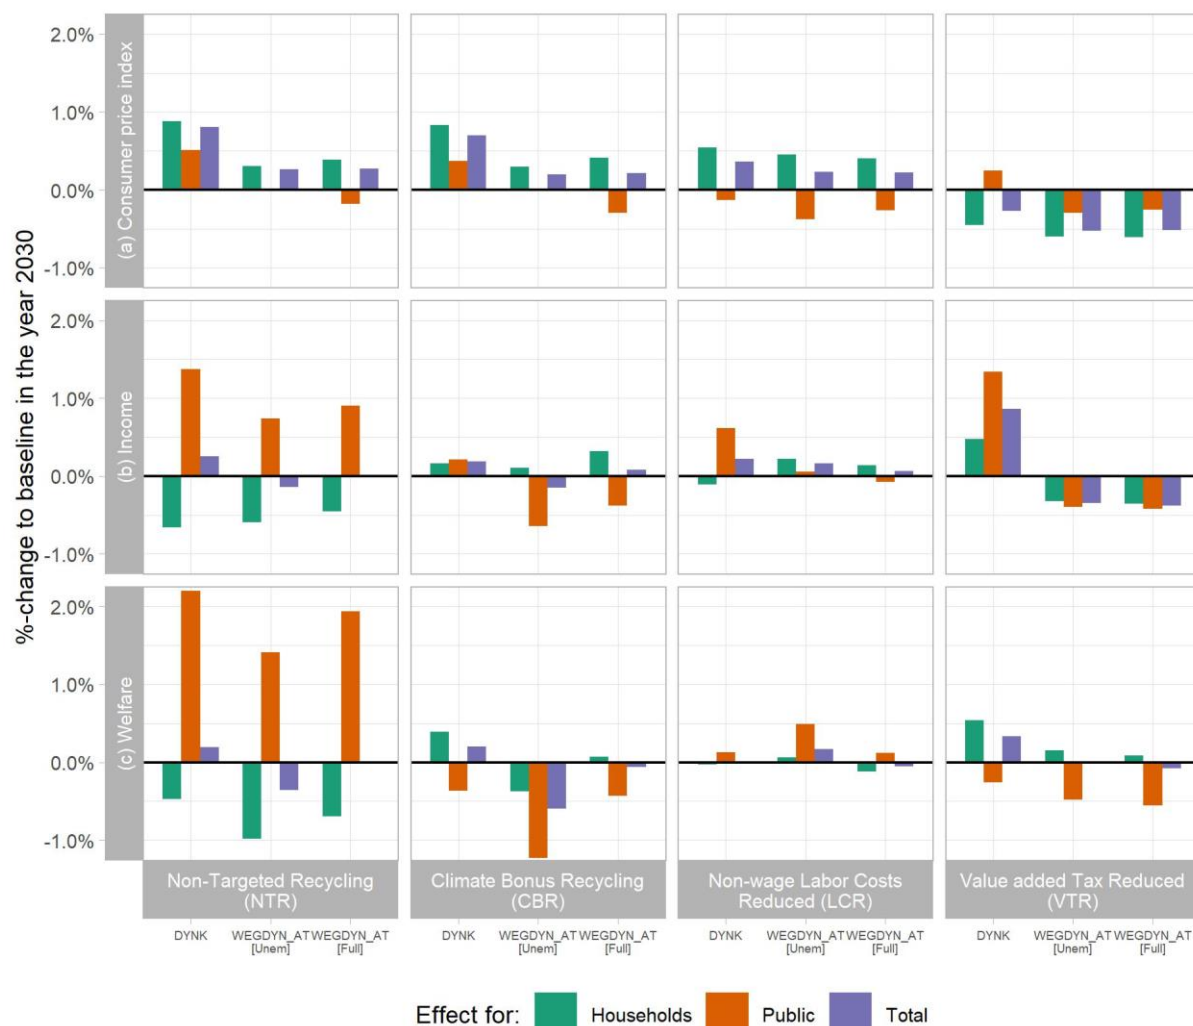 %-change to baseline in the year 2030
(a) Consumer price index
2.0%
1.0%
0.0%
-1.0%
(b) Income
2.0%
1.0%
0.0%
-1.0%
(c) Welfare
2.0%
1.0%
0.0%
-1.0%
Non-Targeted Recycling
(NTR)
Climate Bonus Recycling
(CBR)
Non-wage Labor Costs
Reduced (LCR)
Value added Tax Reduced
(VTR)
DYNK
WEGDYN_AT
[Unem]
WEGDYN_AT
[Full]
DYNK
WEGDYN_AT
[Unem]
WEGDYN_AT
[Full]
DYNK
WEGDYN_AT
[Unem]
WEGDYN_AT
[Full]
DYNK
WEGDYN_AT
[Unem]
WEGDYN_AT
[Full]
Effect for: Households Public Total